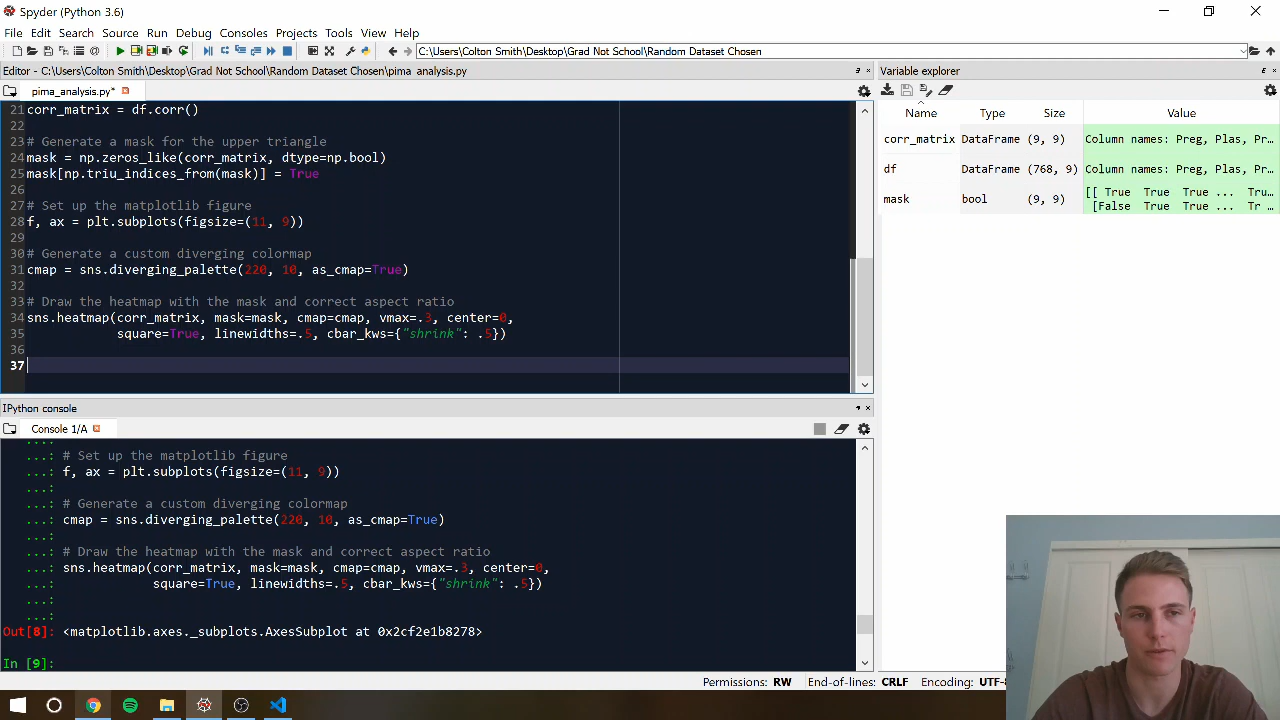 Spyder (Python 3.6)
File Edit Search Source Run Debug Consoles Projects Tools View Help
C:\Users\Colton Smith\Desktop\Grad Not School\Random Dataset Chosen
Editor - C:\Users\Colton Smith\Desktop\Grad Not School\Random Dataset Chosen\pima_analysis.py
pima_analysis.py*
21 corr_matrix = df.corr()
22
23 # Generate a mask for the upper triangle
24 mask = np.zeros_like(corr_matrix, dtype=np.bool)
25 mask[np.triu_indices_from(mask)] = True
26
27 # Set up the matplotlib figure
28 f, ax = plt.subplots(figsize=(11, 9))
29
30 # Generate a custom diverging colormap
31 cmap = sns.diverging_palette(220, 10, as_cmap=True)
32
33 # Draw the heatmap with the mask and correct aspect ratio
34 sns.heatmap(corr_matrix, mask=mask, cmap=cmap, vmax=.3, center=0,
35 square=True, linewidths=.5, cbar_kws={"shrink": .5})
36
37
Variable explorer
Name Type Size Value
corr_matrix DataFrame (9, 9) Column names: Preg, Plas, Pr…
df DataFrame (768, 9) Column names: Preg, Plas, Pr…
mask bool (9, 9) [[ True True True ... Tru…
[False True True ... Tr …
IPython console
Console 1/A
...:
...: # Set up the matplotlib figure
...: f, ax = plt.subplots(figsize=(11, 9))
...:
...: # Generate a custom diverging colormap
...: cmap = sns.diverging_palette(220, 10, as_cmap=True)
...:
...: # Draw the heatmap with the mask and correct aspect ratio
...: sns.heatmap(corr_matrix, mask=mask, cmap=cmap, vmax=.3, center=0,
...: square=True, linewidths=.5, cbar_kws={"shrink": .5})
...:
...:
Out[8]: <matplotlib.axes._subplots.AxesSubplot at 0x2cf2e1b8278>
In [9]:
Permissions: RW End-of-lines: CRLF Encoding: UTF-8